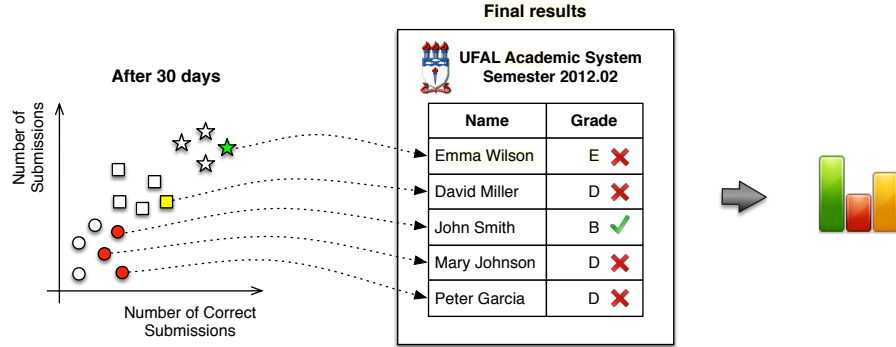 Final results
After 30 days
UFAL Academic System
Semester 2012.02
Number of
Submissions
Name Grade
Emma Wilson E
David Miller D
John Smith B
Mary Johnson D
Peter Garcia D
Number of Correct
Submissions